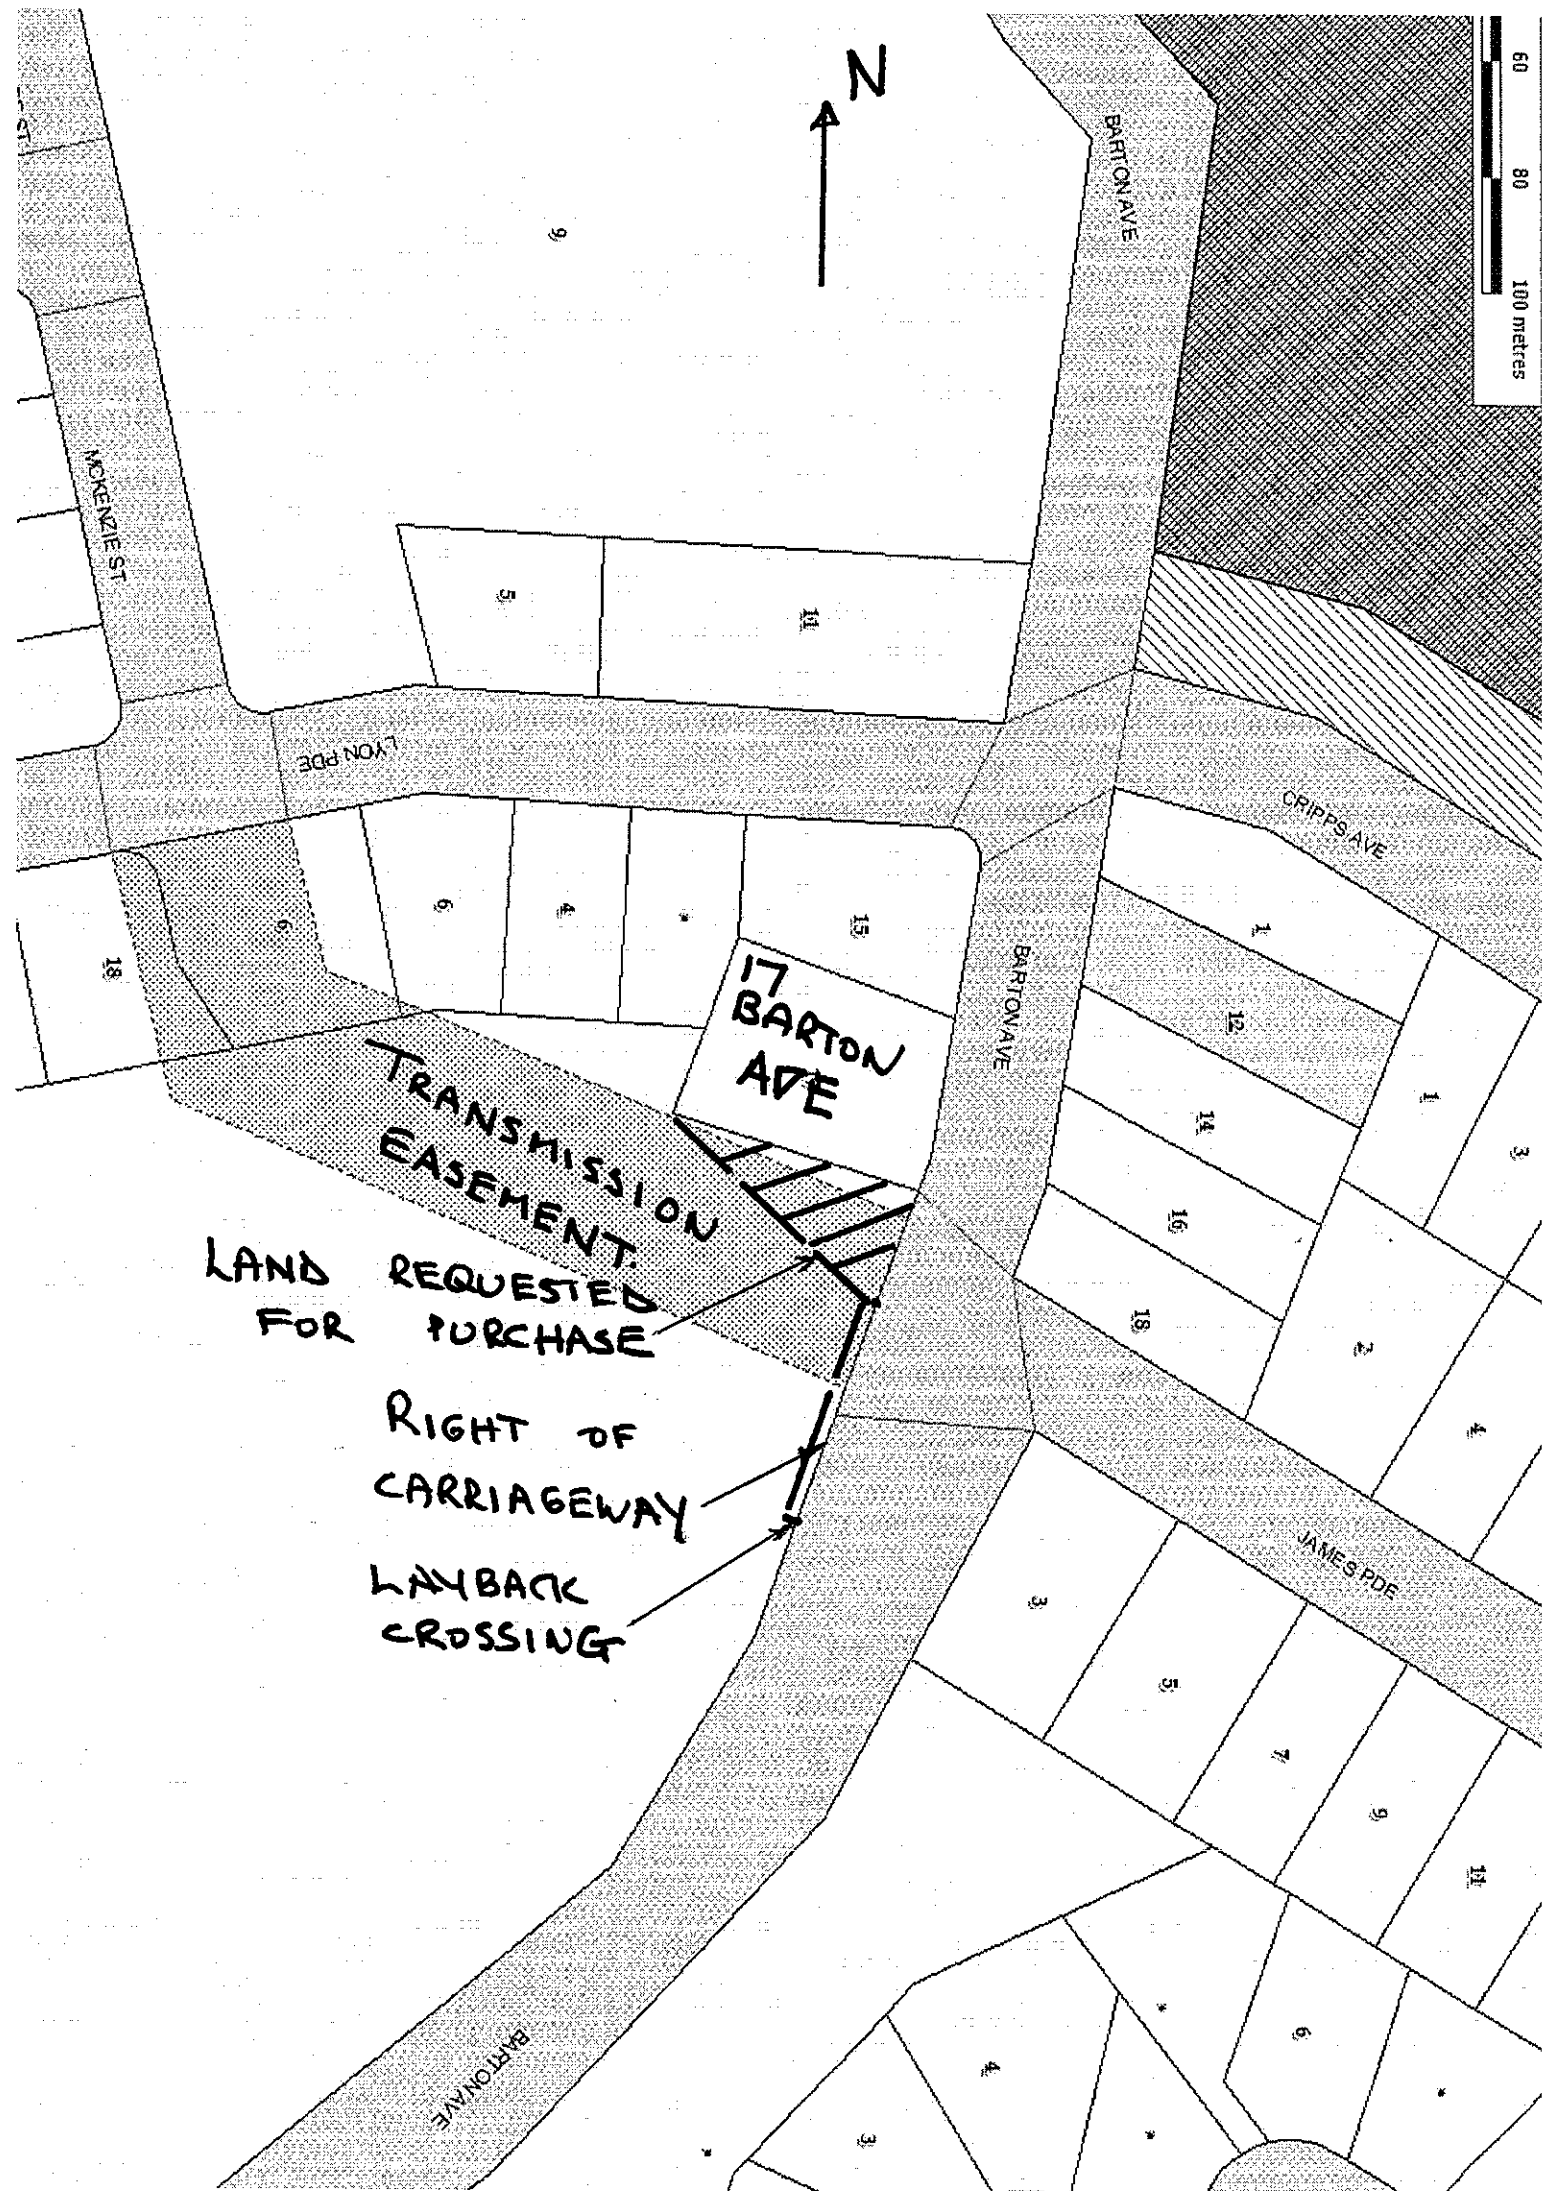 60
80
100 metres
N
BARTON AVE
9
ST
MCKENZIE ST
5
11
LYON PDE
CRIPPS AVE
6
18
6
4
15
17
BARTON
AVE
BARTON AVE
1
12
14
16
18
1
3
2
4
TRANSMISSION
EASEMENT.
LAND REQUESTED
FOR PURCHASE
RIGHT OF
CARRIAGEWAY
LAYBACK
CROSSING
JAMES PDE
3
5
7
9
11
6
4
3
BARTON AVE